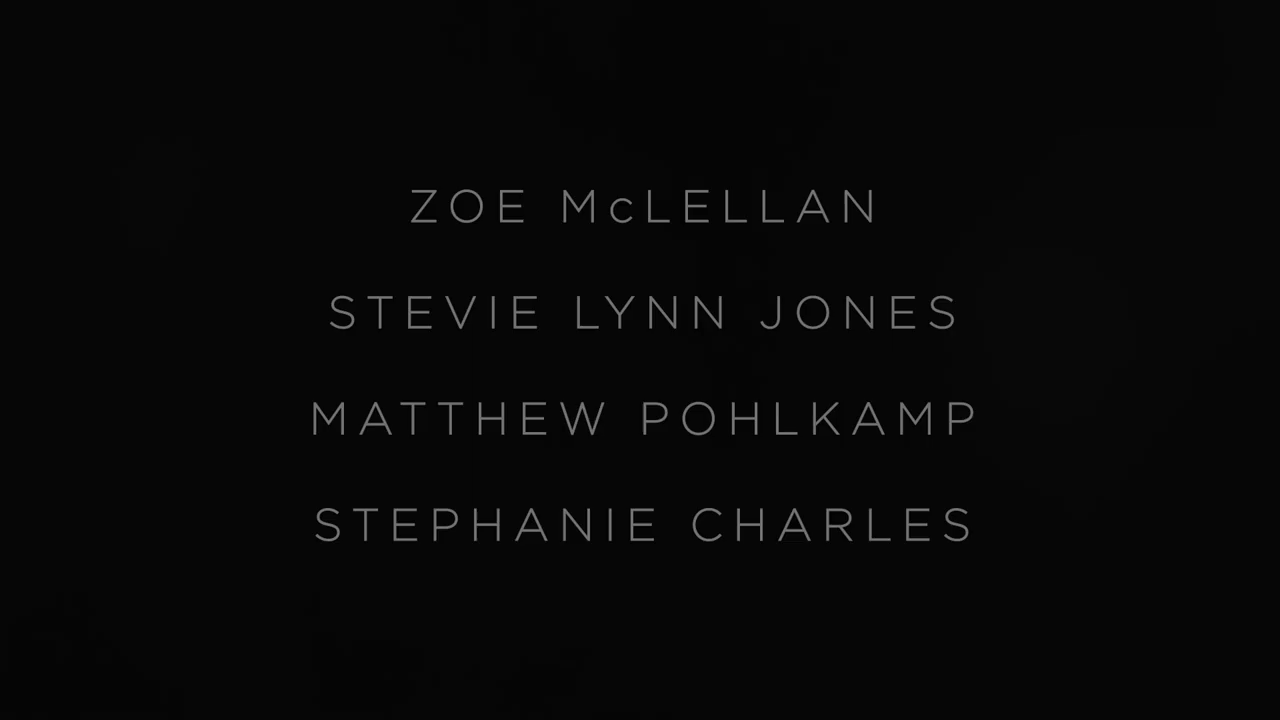 ZOE McLELLAN
STEVIE LYNN JONES
MATTHEW POHLKAMP
STEPHANIE CHARLES